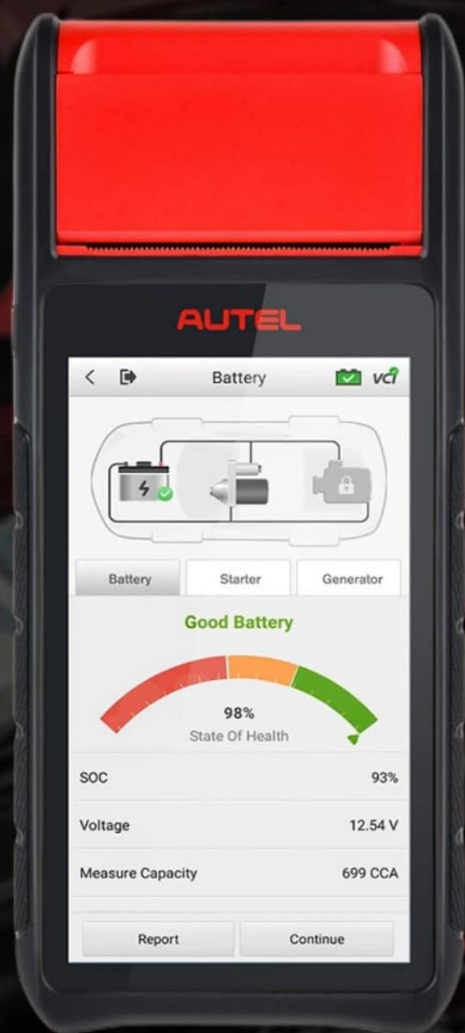 AUTEL
Battery VCI
Battery Starter Generator
Good Battery
98%
State Of Health
SOC 93%
Voltage 12.54 V
Measure Capacity 699 CCA
Report Continue